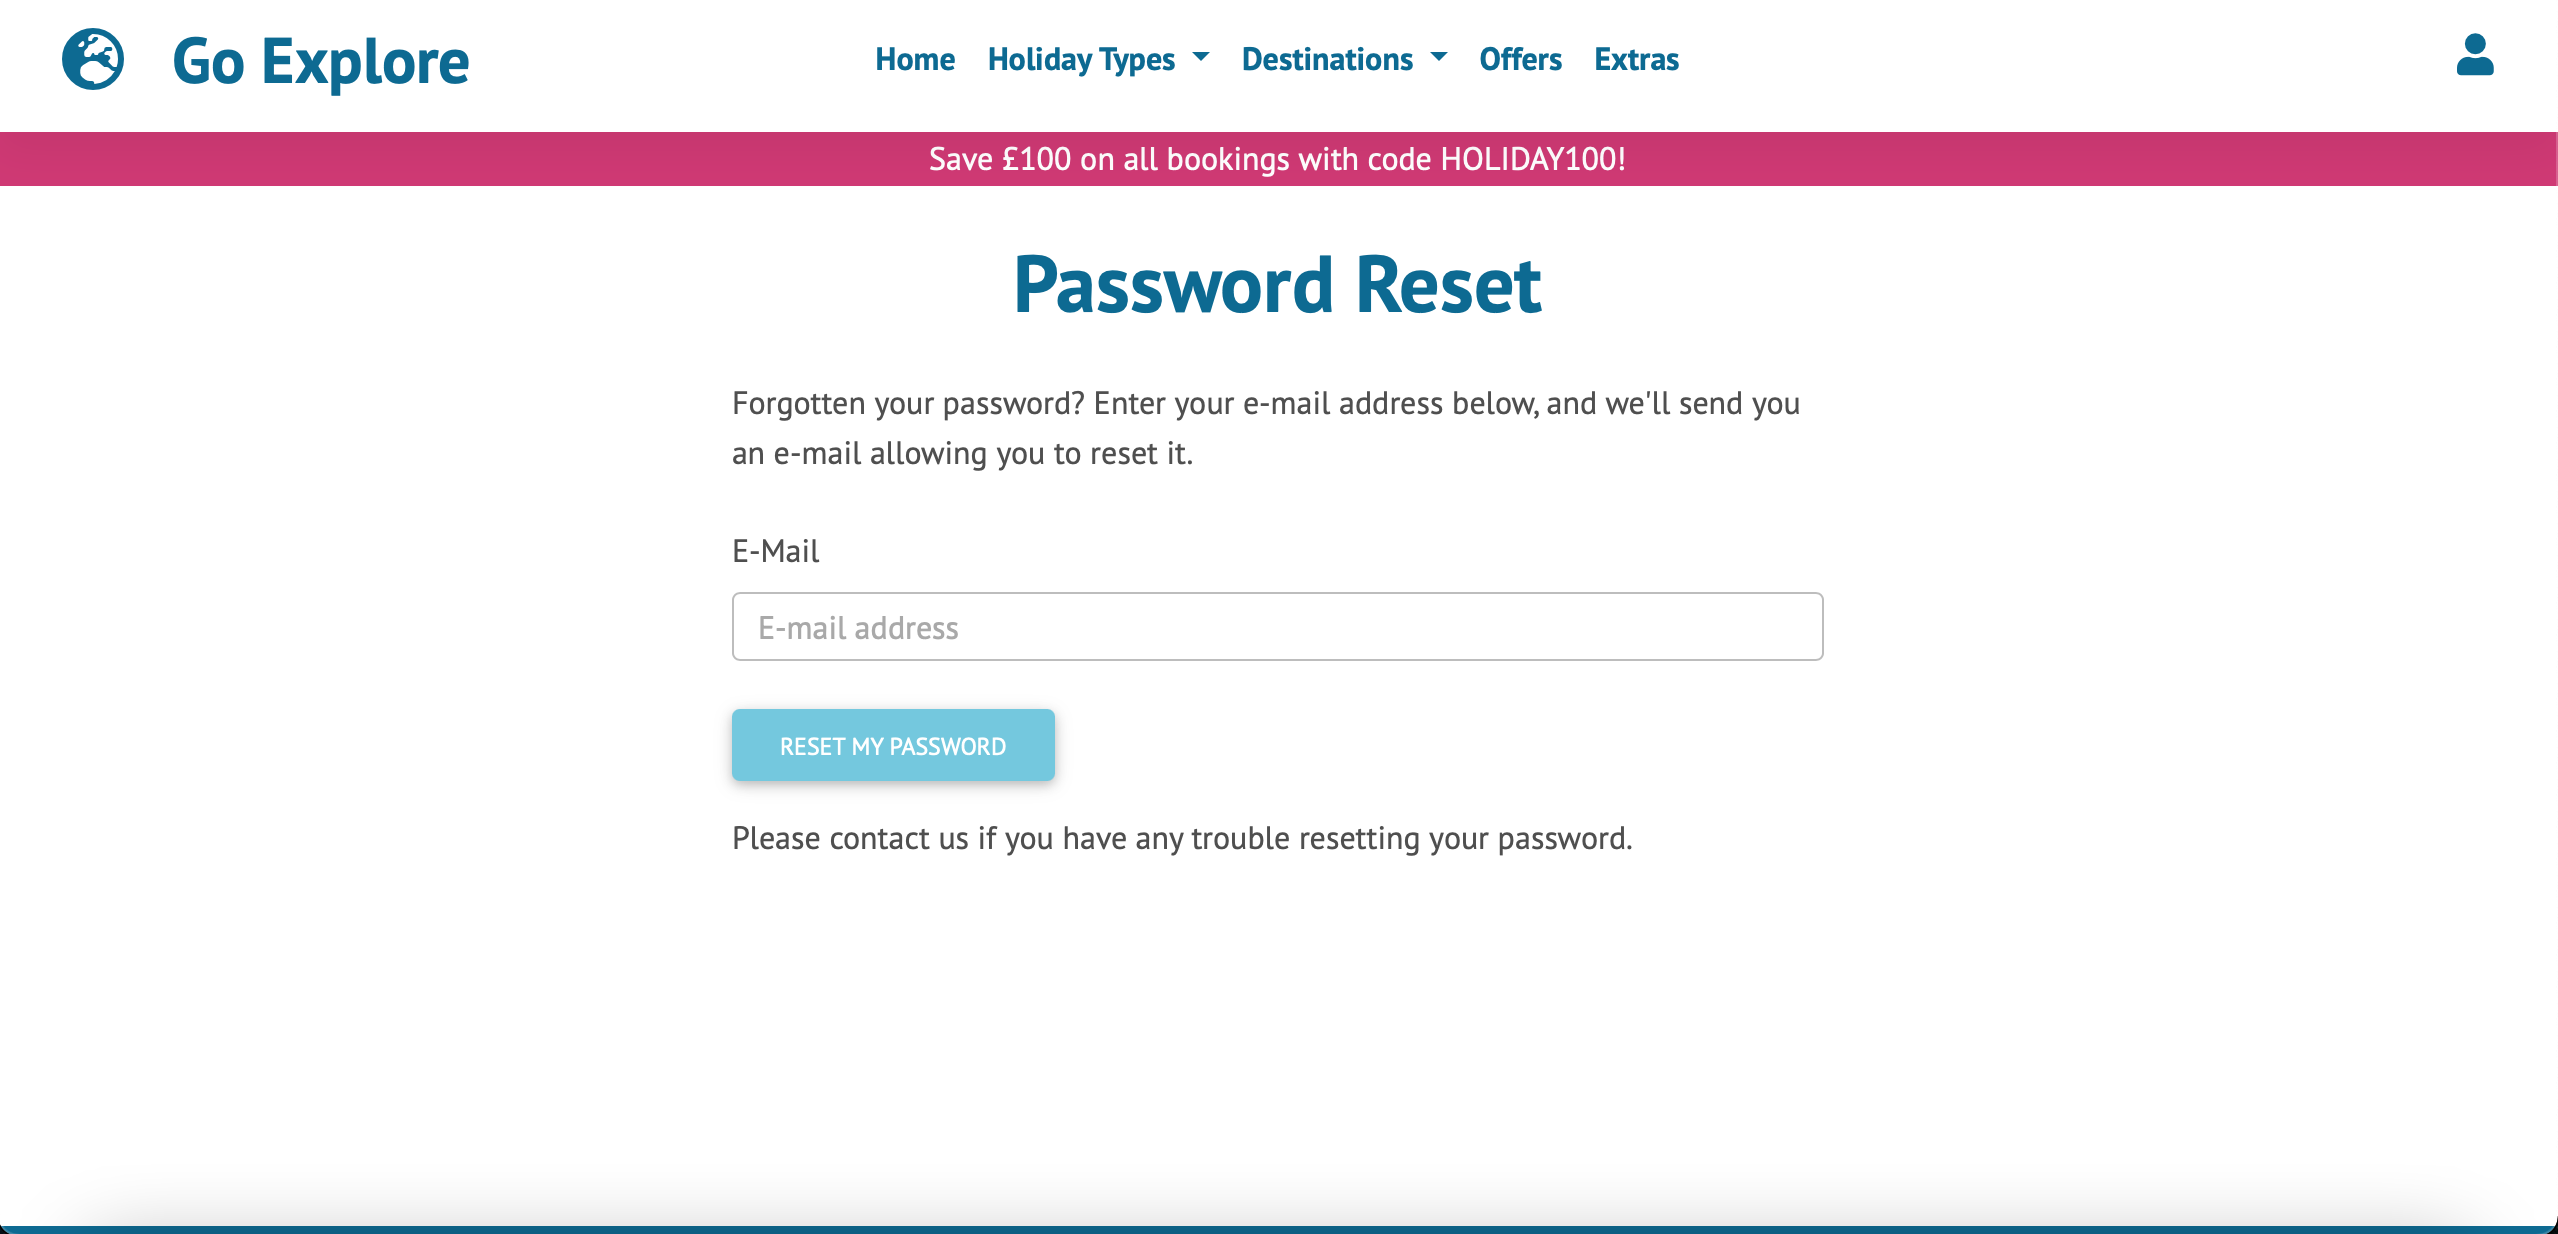 Go Explore
Home Holiday Types Destinations Offers Extras
Save £100 on all bookings with code HOLIDAY100!
Password Reset
Forgotten your password? Enter your e-mail address below, and we'll send you
an e-mail allowing you to reset it.
E-Mail
E-mail address
RESET MY PASSWORD
Please contact us if you have any trouble resetting your password.